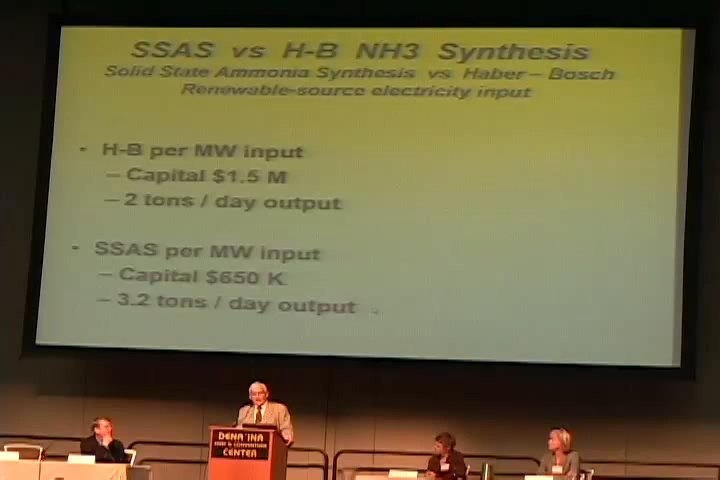 SSAS vs H-B NH3 Synthesis
Solid State Ammonia Synthesis vs Haber – Bosch
Renewable-source electricity input
• H-B per MW input
– Capital $1.5 M
– 2 tons / day output
• SSAS per MW input
– Capital $650 K
– 3.2 tons / day output
DENA'INA
CIVIC & CONVENTION
CENTER